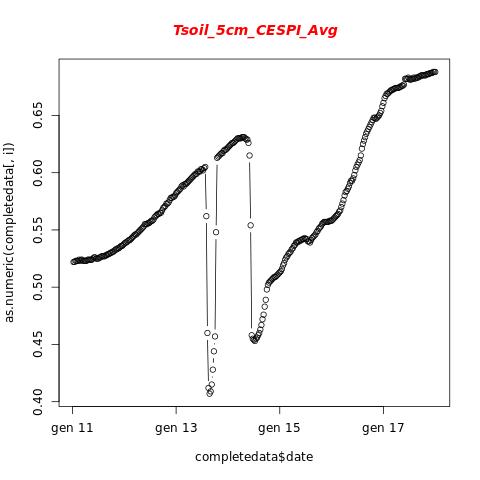 Tsoil_5cm_CESPI_Avg
as.numeric(completedata[, i])
0.65
0.60
0.55
0.50
0.45
0.40
gen 11 gen 13 gen 15 gen 17
completedata$date